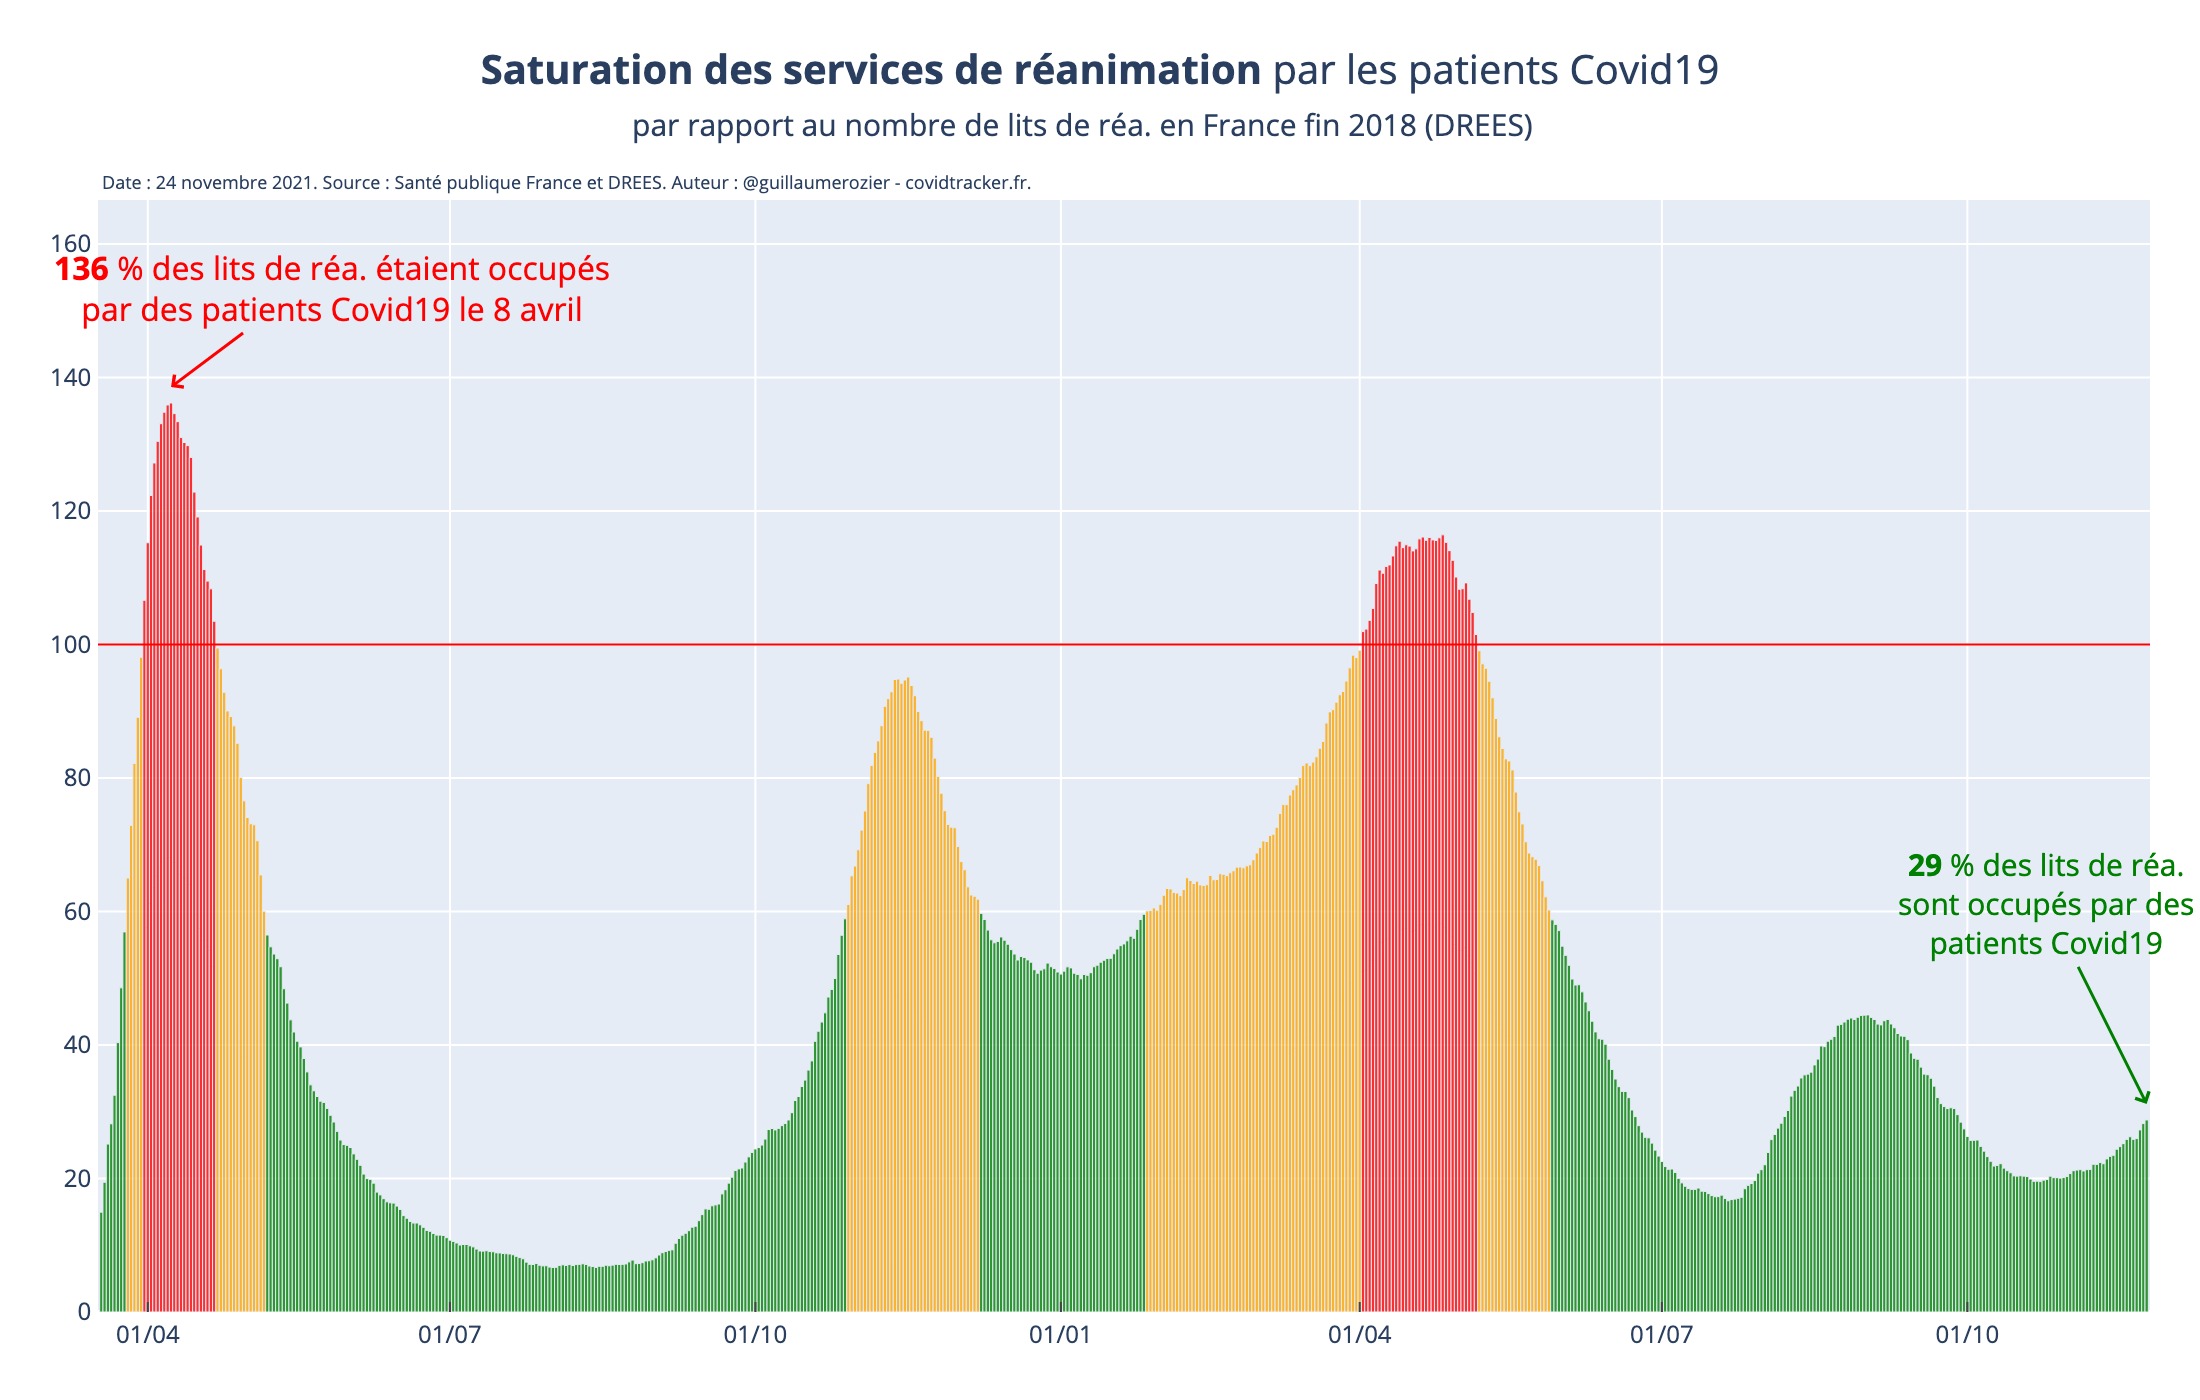 Saturation des services de réanimation par les patients Covid19
par rapport au nombre de lits de réa. en France fin 2018 (DREES)
Date : 24 novembre 2021. Source : Santé publique France et DREES. Auteur : @guillaumerozier - covidtracker.fr.
160
136 % des lits de réa. étaient occupés
par des patients Covid19 le 8 avril
140
120
100
80
29 % des lits de réa.
60
sont occupés par des
patients Covid19
40
20
0
01/04 01/07 01/10 01/01 01/04 01/07 01/10